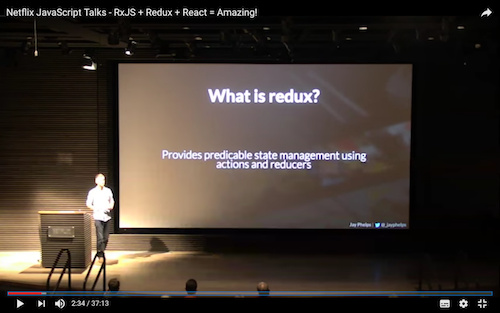 Netflix JavaScript Talks - RxJS + Redux + React = Amazing!
What is redux?
Provides predicable state management using
actions and reducers
Jay Phelps | @_jayphelps
2:34 / 37:13